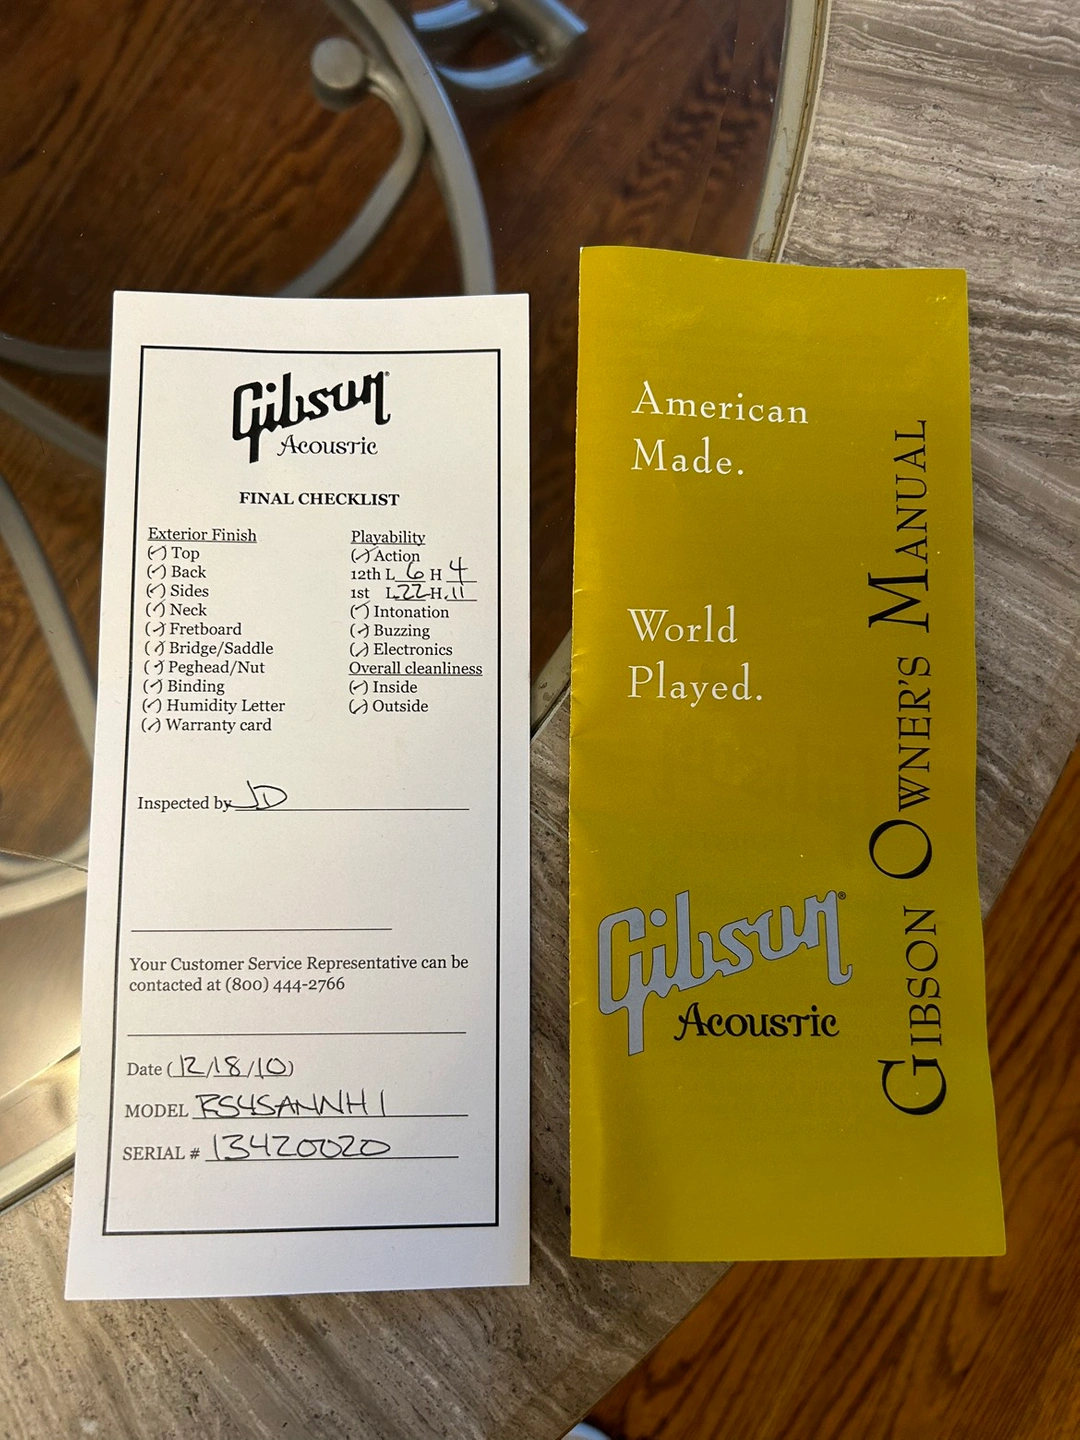 Gibson
Acoustic
FINAL CHECKLIST
Exterior Finish
(✓) Top
(✓) Back
(✓) Sides
(✓) Neck
(✓) Fretboard
(✓) Bridge/Saddle
(✓) Peghead/Nut
(✓) Binding
(✓) Humidity Letter
(✓) Warranty card
Playability
(✓) Action
12th L 6 H 4
1st L .22 H .11
(✓) Intonation
(✓) Buzzing
(✓) Electronics
Overall cleanliness
(✓) Inside
(✓) Outside
Inspected by JD
Your Customer Service Representative can be
contacted at (800) 444-2766
Date (12/18/10)
MODEL RS4SANNH1
SERIAL # 13420020
American
Made.
World
Played.
Gibson
Acoustic
GIBSON OWNER'S MANUAL